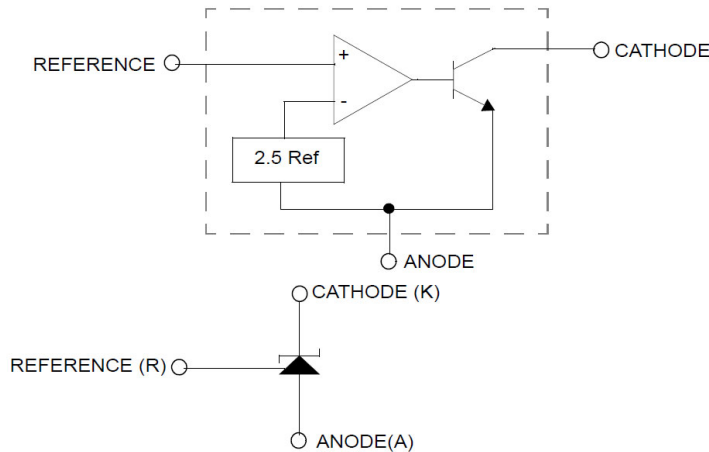 REFERENCE
+
-
CATHODE
2.5 Ref
ANODE
CATHODE (K)
REFERENCE (R)
ANODE(A)